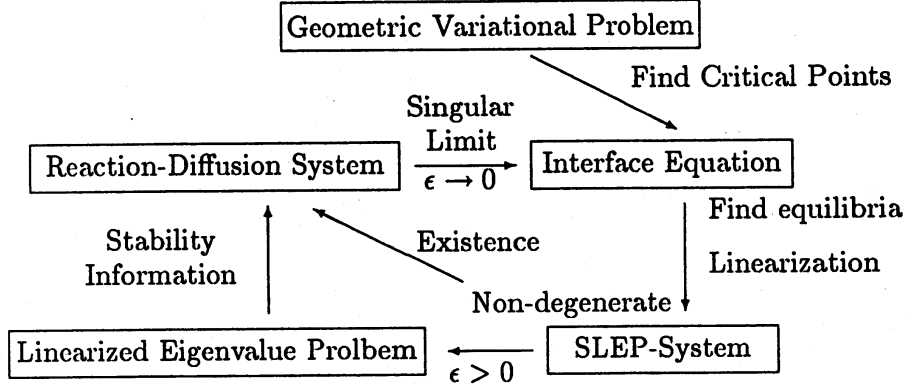 Geometric Variational Problem
Find Critical Points
Singular
Limit
Reaction-Diffusion System
ϵ → 0
Interface Equation
Find equilibria
Stability
Information
Existence
Linearization
Non-degenerate
Linearized Eigenvalue Prolbem
ϵ > 0
SLEP-System